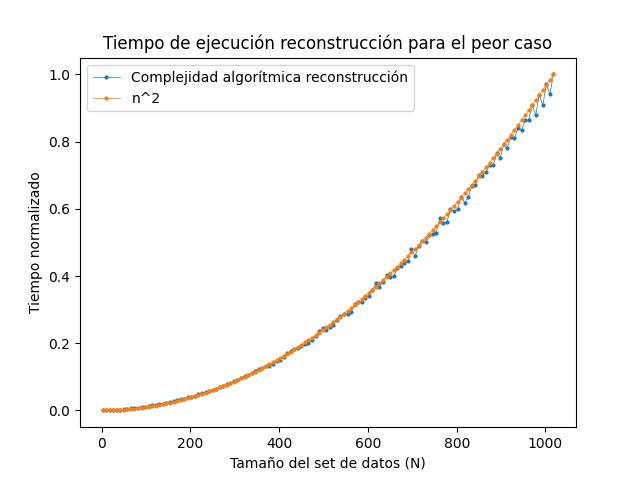 Tiempo de ejecución reconstrucción para el peor caso
Complejidad algorítmica reconstrucción
n^2
1.0
0.8
0.6
0.4
0.2
0.0
Tiempo normalizado
0 200 400 600 800 1000
Tamaño del set de datos (N)